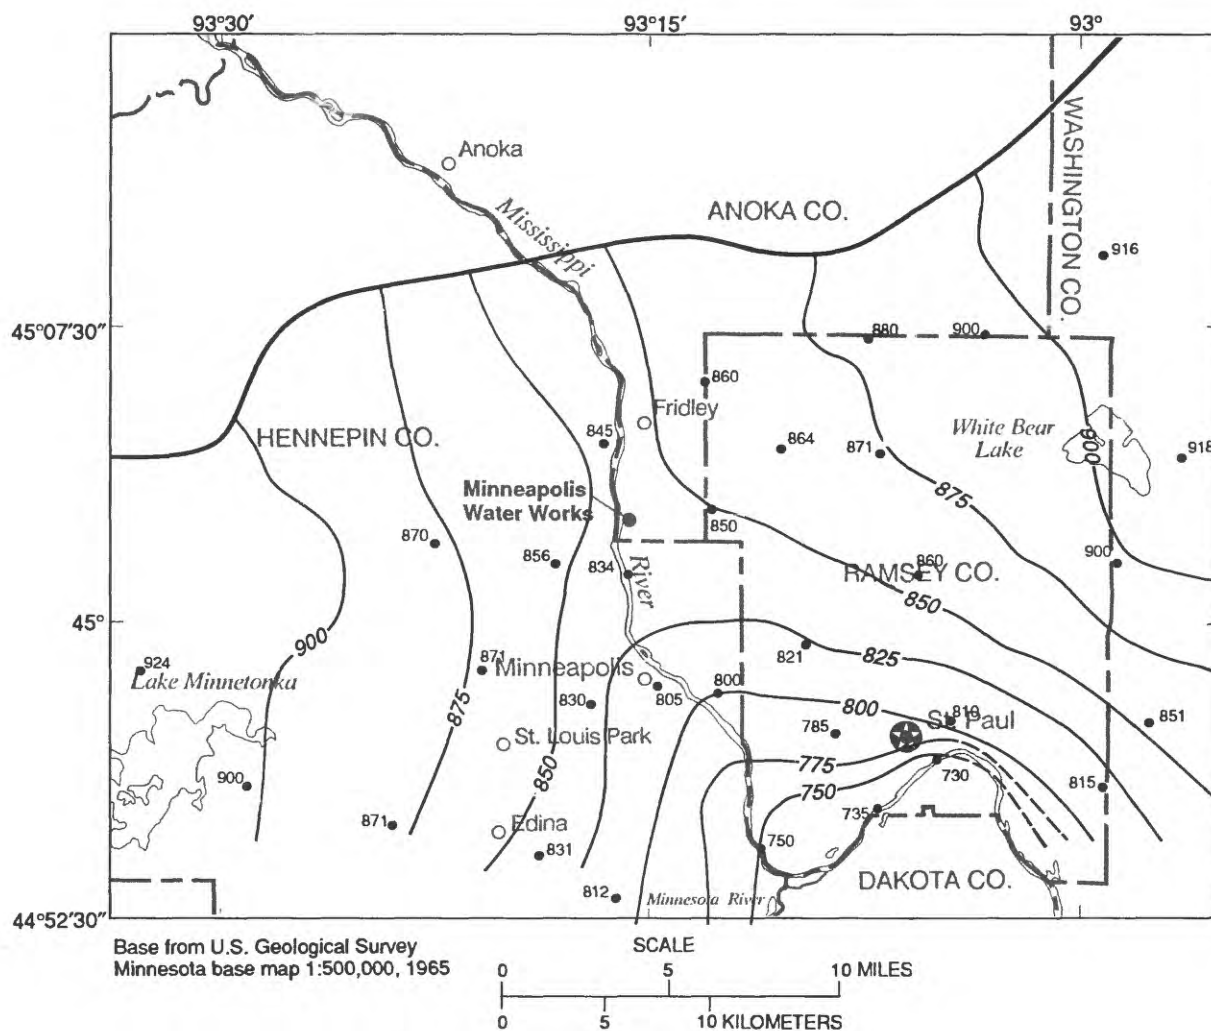 93°30′
93°15′
93°
Anoka
Mississippi
ANOKA CO.
WASHINGTON CO.
916
45°07′30″
880
900
860
Fridley
HENNEPIN CO.
845
864
871
White Bear
Lake
900
918
Minneapolis
Water Works
875
850
870
856
834
River
860
RAMSEY CO.
900
850
45°
900
821
825
924
871
Minneapolis
Lake Minnetonka
805
800
875
830
800
810
St. Paul
851
785
St. Louis Park
775
730
850
750
900
815
735
871
Edina
750
831
DAKOTA CO.
812
Minnesota River
44°52′30″
Base from U.S. Geological Survey
Minnesota base map 1:500,000, 1965
SCALE
0 5 10 MILES
0 5 10 KILOMETERS